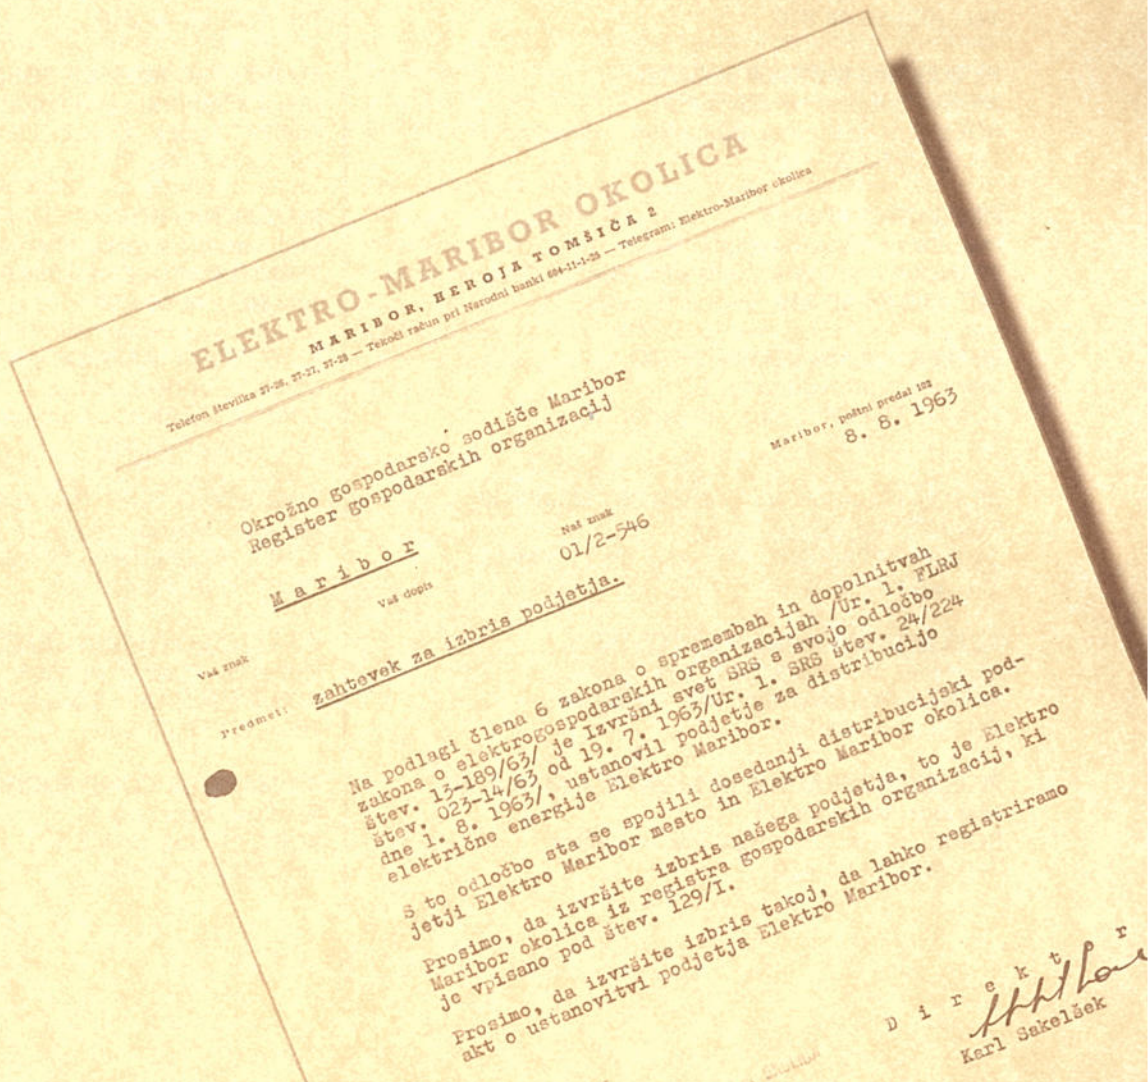 ELEKTRO-MARIBOR OKOLICA
MARIBOR, HEROJA TOMŠIČA 2
Telefon številka 27-26, 27-27, 27-28 — Tekoči račun pri Narodni banki 604-11-1-25 — Telegram: Elektro-Maribor okolica
Okrožno gospodarsko sodišče Maribor
Register gospodarskih organizacij
Maribor, poštni predal 102
8. 8. 1963
Maribor
Vaš znak
Vaš dopis
Naš znak
01/2-546
Predmet: zahtevek za izbris podjetja.
Na podlagi člena 6 zakona o spremembah in dopolnitvah
zakona o elektrogospodarskih organizacijah /Ur. l. FLRJ
štev. 13-189/63/ je Izvršni svet SRS s svojo odločbo
štev. 023-14/63 od 19. 7. 1963/Ur. l. SRS štev. 24/224
dne 1. 8. 1963/, ustanovil podjetje za distribucijo
električne energije Elektro Maribor.
S to odločbo sta se spojili dosedanji distribucijski pod-
jetji Elektro Maribor mesto in Elektro Maribor okolica.
Prosimo, da izvršite izbris našega podjetja, to je Elektro
Maribor okolica iz registra gospodarskih organizacij, ki
je vpisano pod štev. 129/I.
Prosimo, da izvršite izbris takoj, da lahko registriramo
akt o ustanovitvi podjetja Elektro Maribor.
Direktor
Karl Sakelšek
OKOLICA